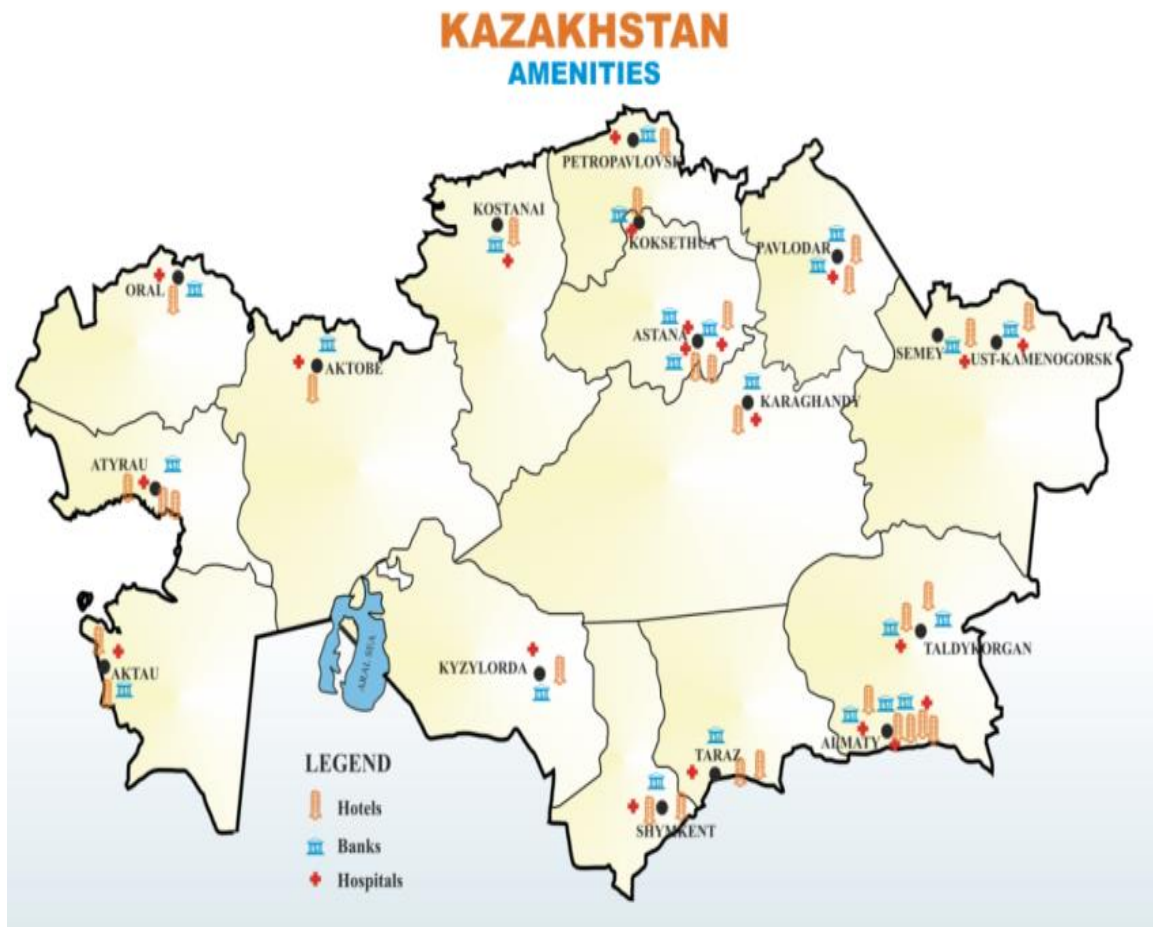 KAZAKHSTAN
AMENITIES
PETROPAVLOVSK
KOSTANAI
KOKSETHUA
PAVLODAR
ORAL
ASTANA
SEMEY
UST-KAMENOGORSK
AKTOBE
KARAGHANDY
ATYRAU
TALDYKORGAN
AKTAU
ARAL SEA
KYZYLORDA
ALMATY
TARAZ
SHYMKENT
LEGEND
Hotels
Banks
Hospitals